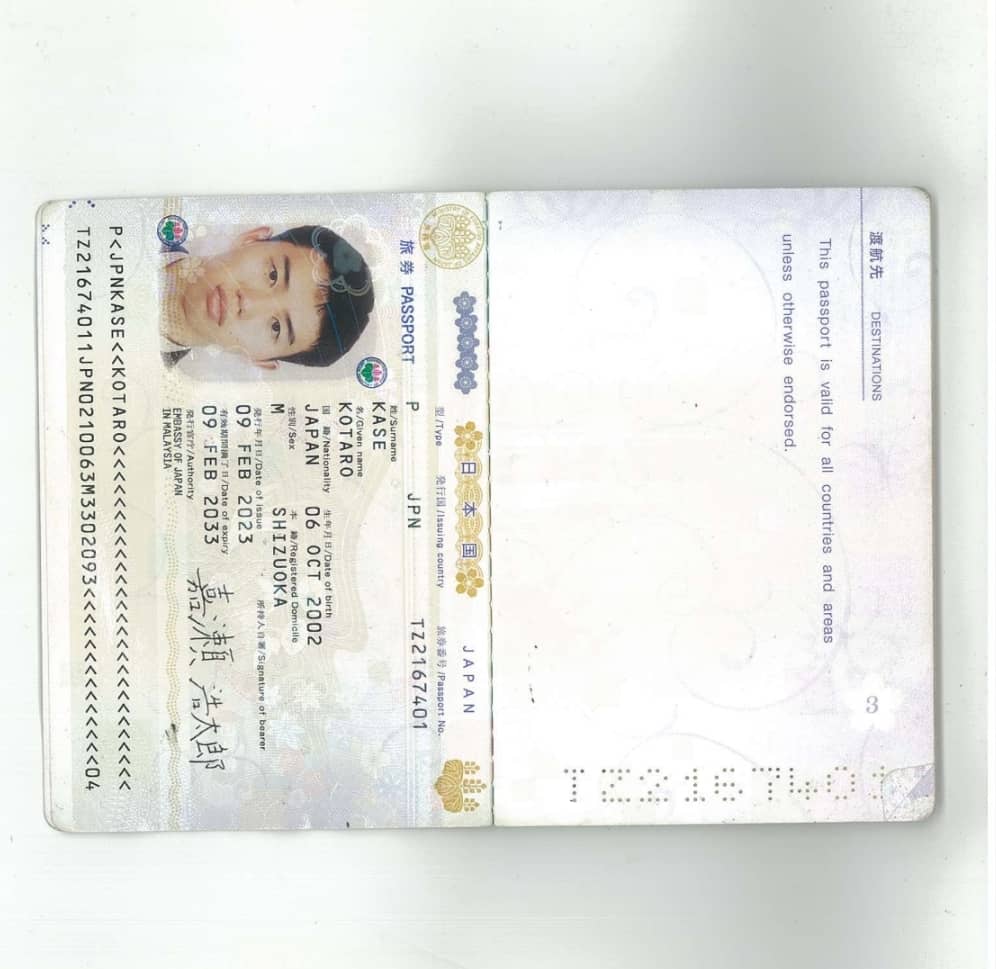 渡航先 DESTINATIONS
This passport is valid for all countries and areas
unless otherwise endorsed.
3
TZ2167401
日本国 JAPAN
旅券 PASSPORT
型/Type 発行国/Issuing country 旅券番号/Passport No.
P JPN TZ2167401
姓/Surname
KASE
名/Given name
KOTARO
国籍/Nationality 生年月日/Date of birth
JAPAN 06 OCT 2002
性別/Sex 本籍/Registered Domicile
M SHIZUOKA
発行年月日/Date of issue 所持人自署/Signature of bearer
09 FEB 2023
有効期間満了日/Date of expiry
09 FEB 2033
嘉瀬 浩太郎
発行官庁/Authority
EMBASSY OF JAPAN
IN MALAYSIA
P<JPNKASE<<KOTARO<<<<<<<<<<<<<<<<<<<<<<<<<<<
TZ21674011JPN0210063M3302093<<<<<<<<<<<<<<04